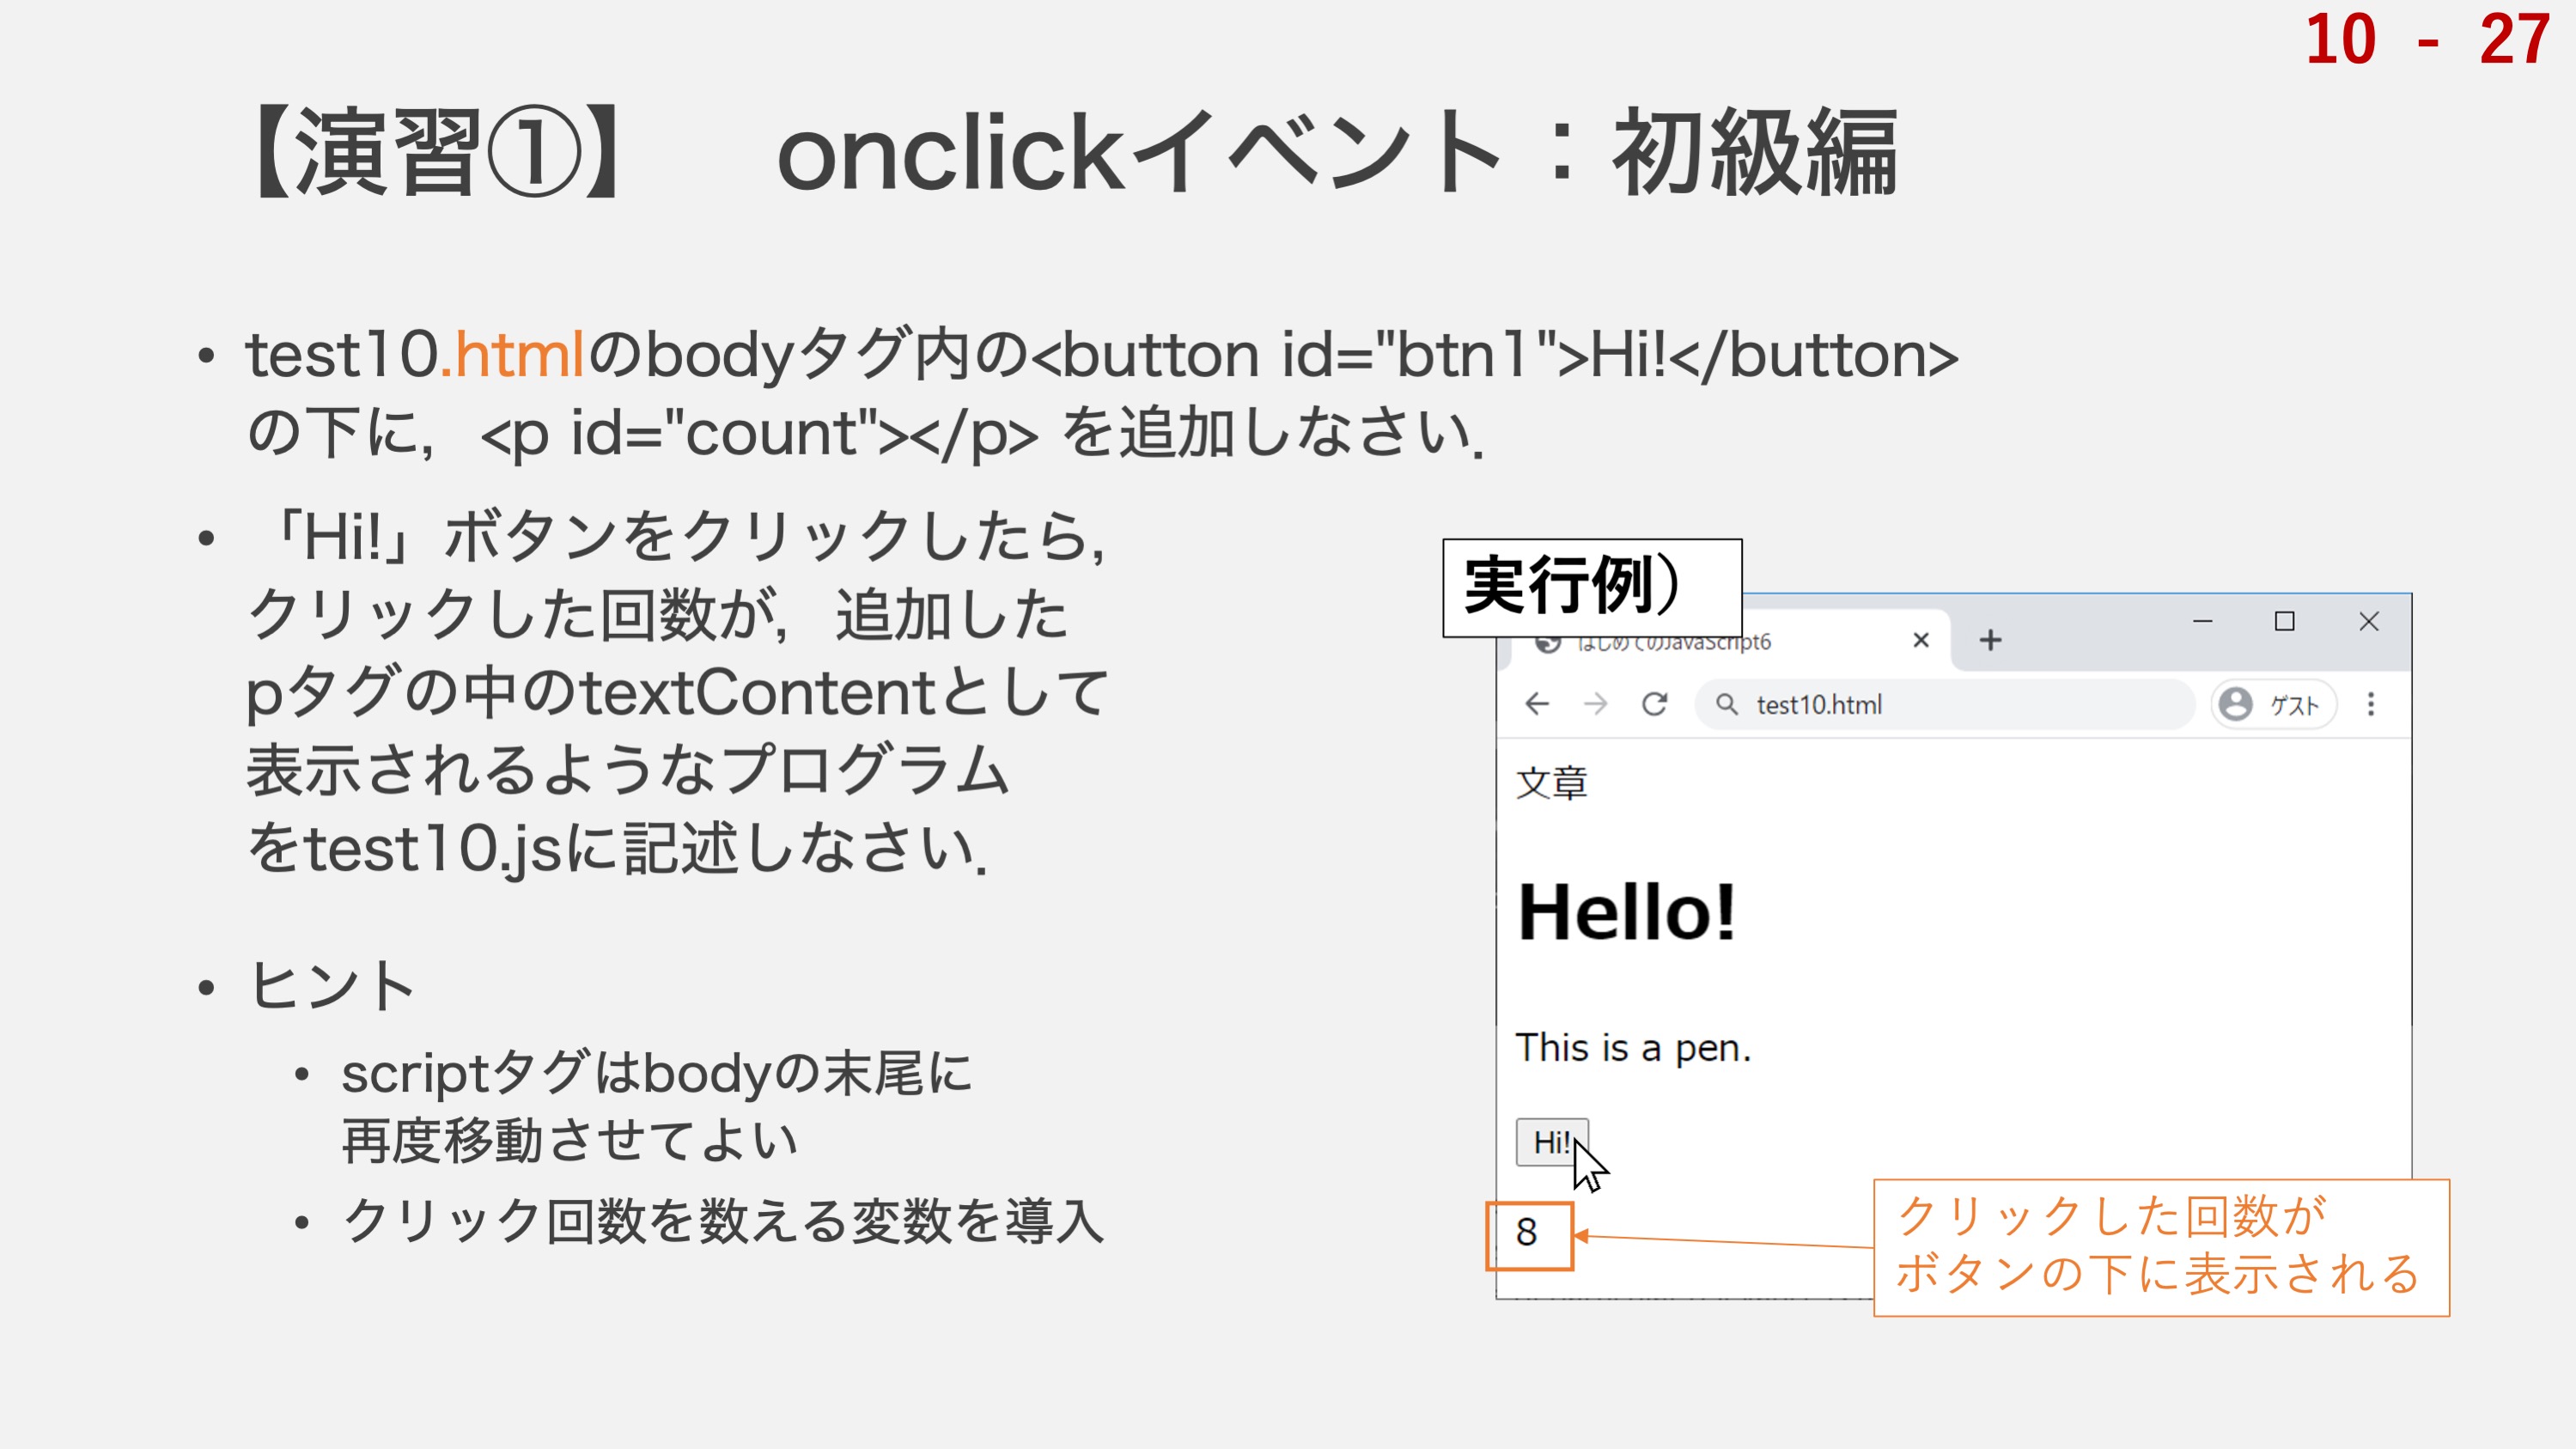 10 - 27
【演習①】　onclickイベント：初級編
• test10.htmlのbodyタグ内の<button id="btn1">Hi!</button>
の下に，<p id="count"></p> を追加しなさい．
• 「Hi!」ボタンをクリックしたら，
クリックした回数が，追加した
pタグの中のtextContentとして
表示されるようなプログラム
をtest10.jsに記述しなさい．
• ヒント
• scriptタグはbodyの末尾に
再度移動させてよい
• クリック回数を数える変数を導入
実行例）
はじめてのJavaScript6
test10.html
ゲスト
文章
Hello!
This is a pen.
Hi!
8
クリックした回数が
ボタンの下に表示される